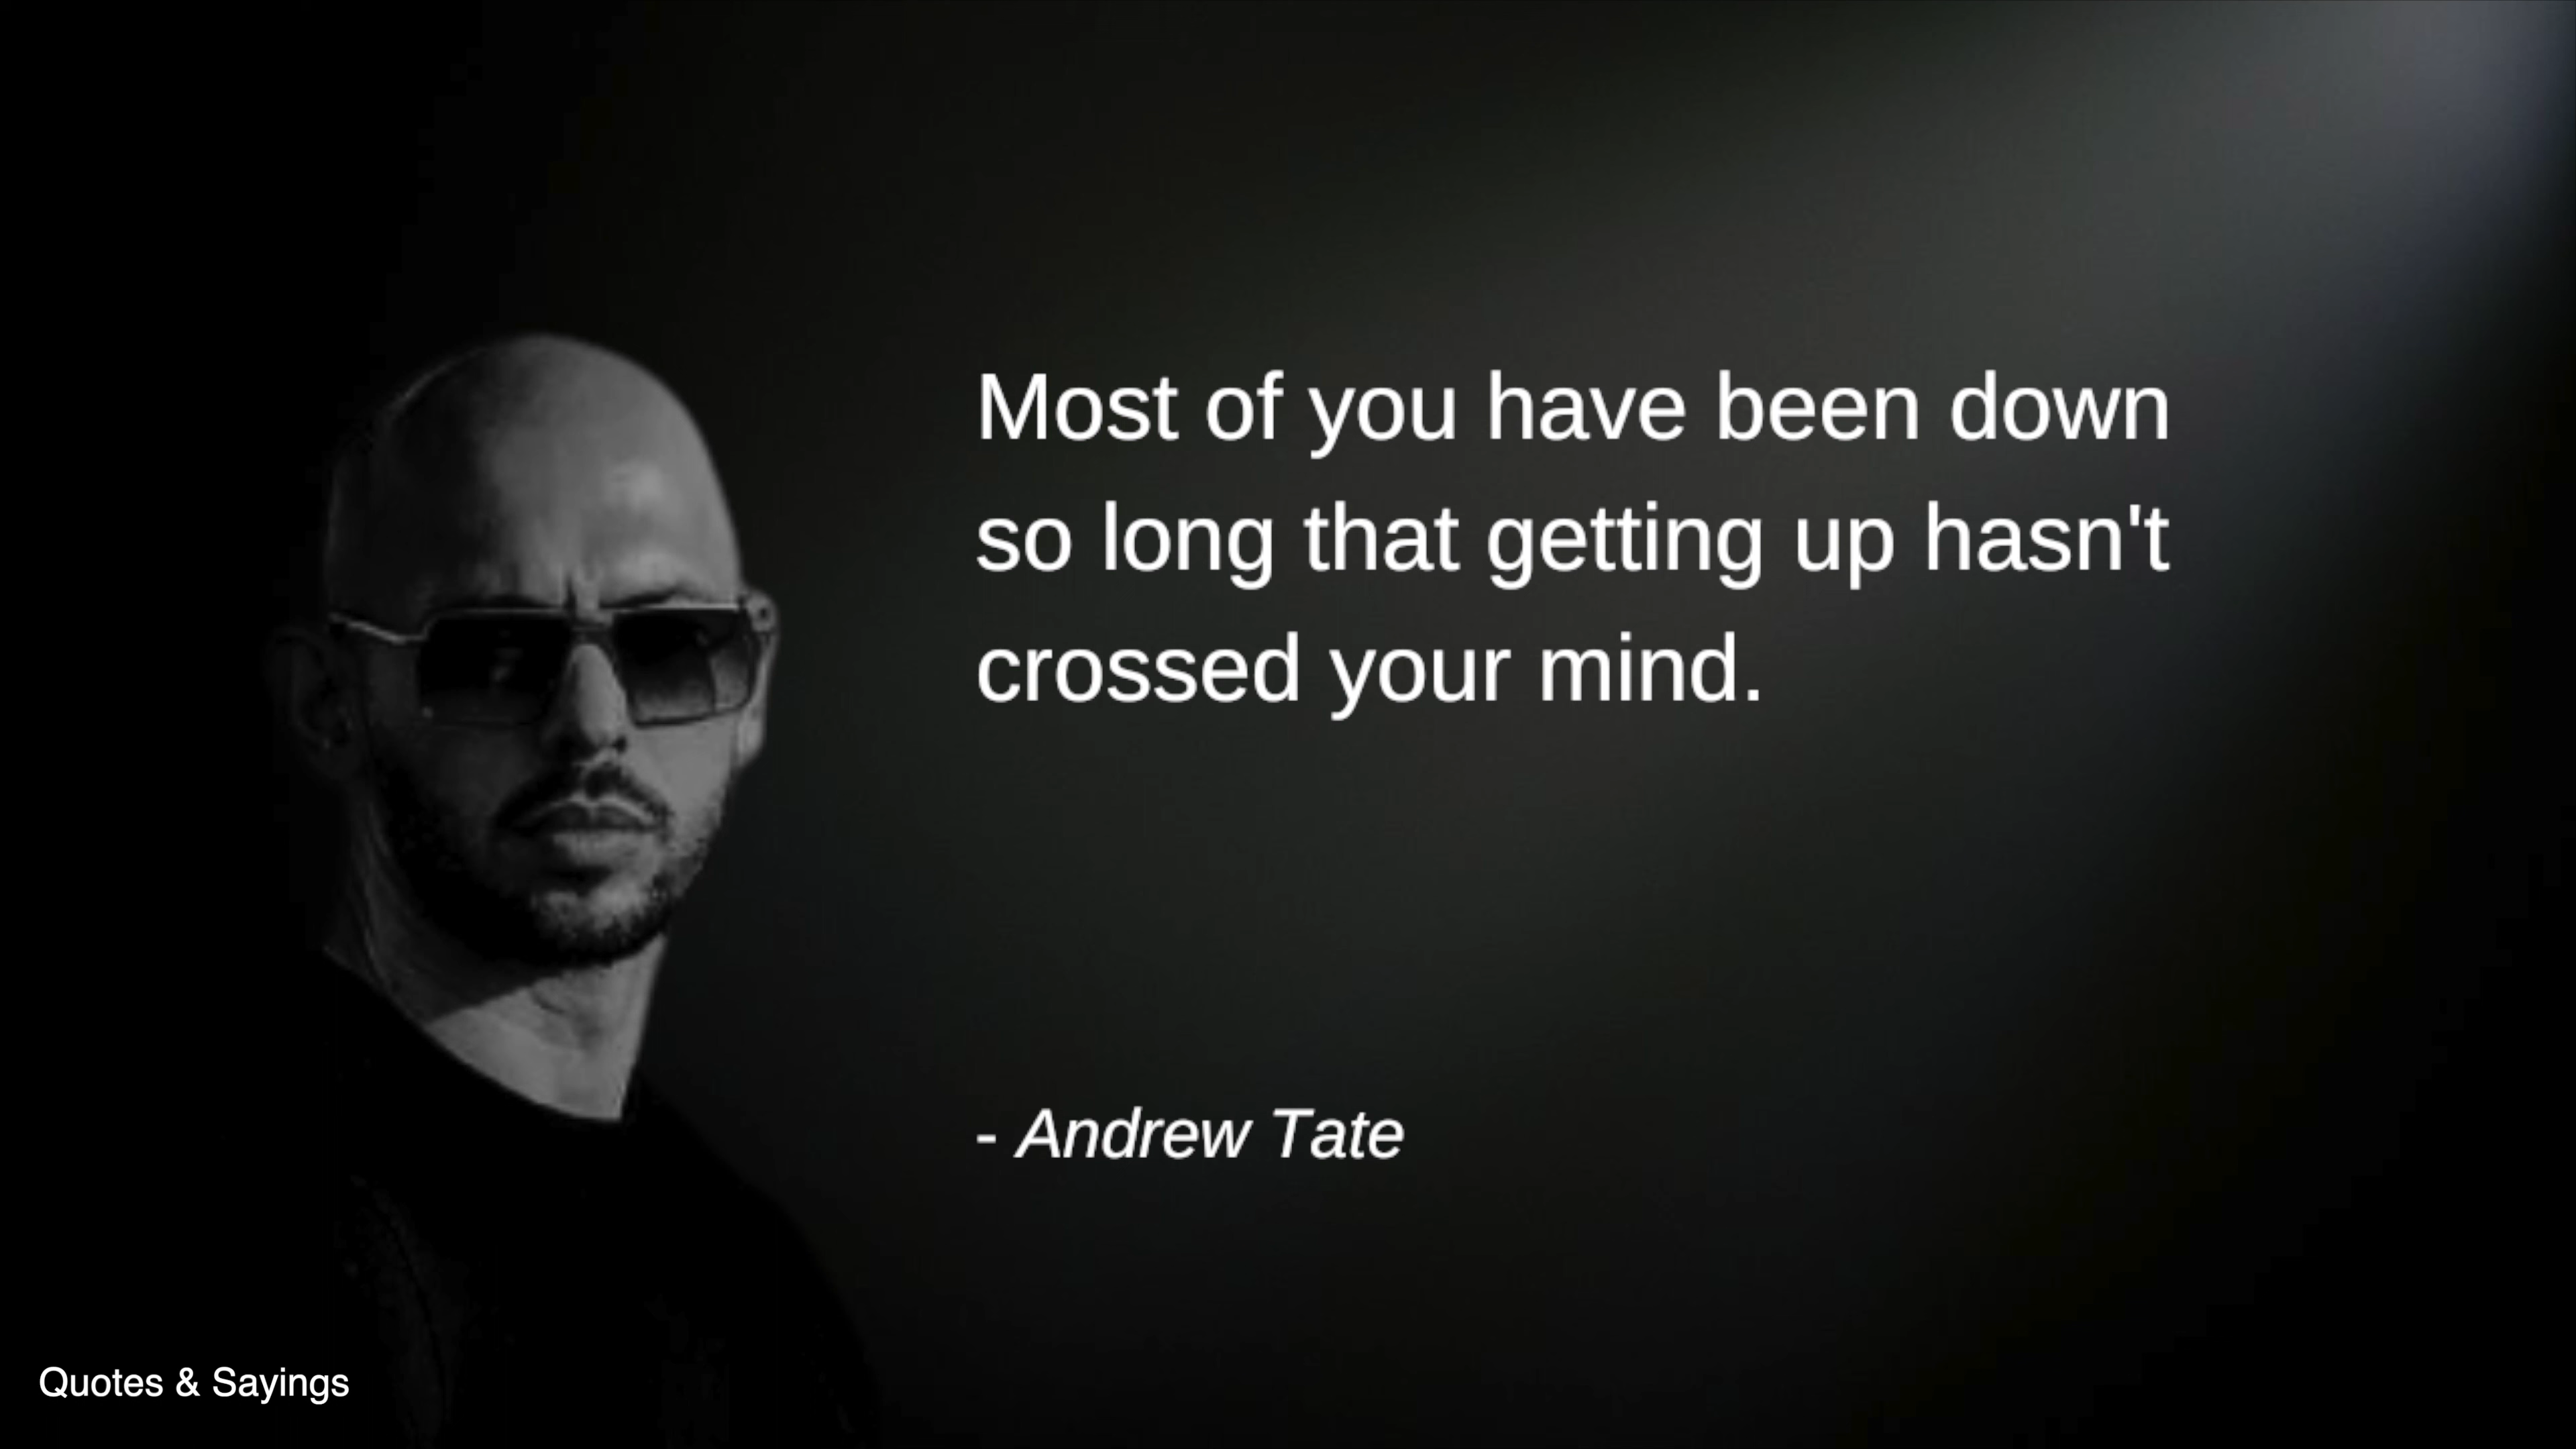 Most of you have been down
so long that getting up hasn't
crossed your mind.
- Andrew Tate
Quotes & Sayings